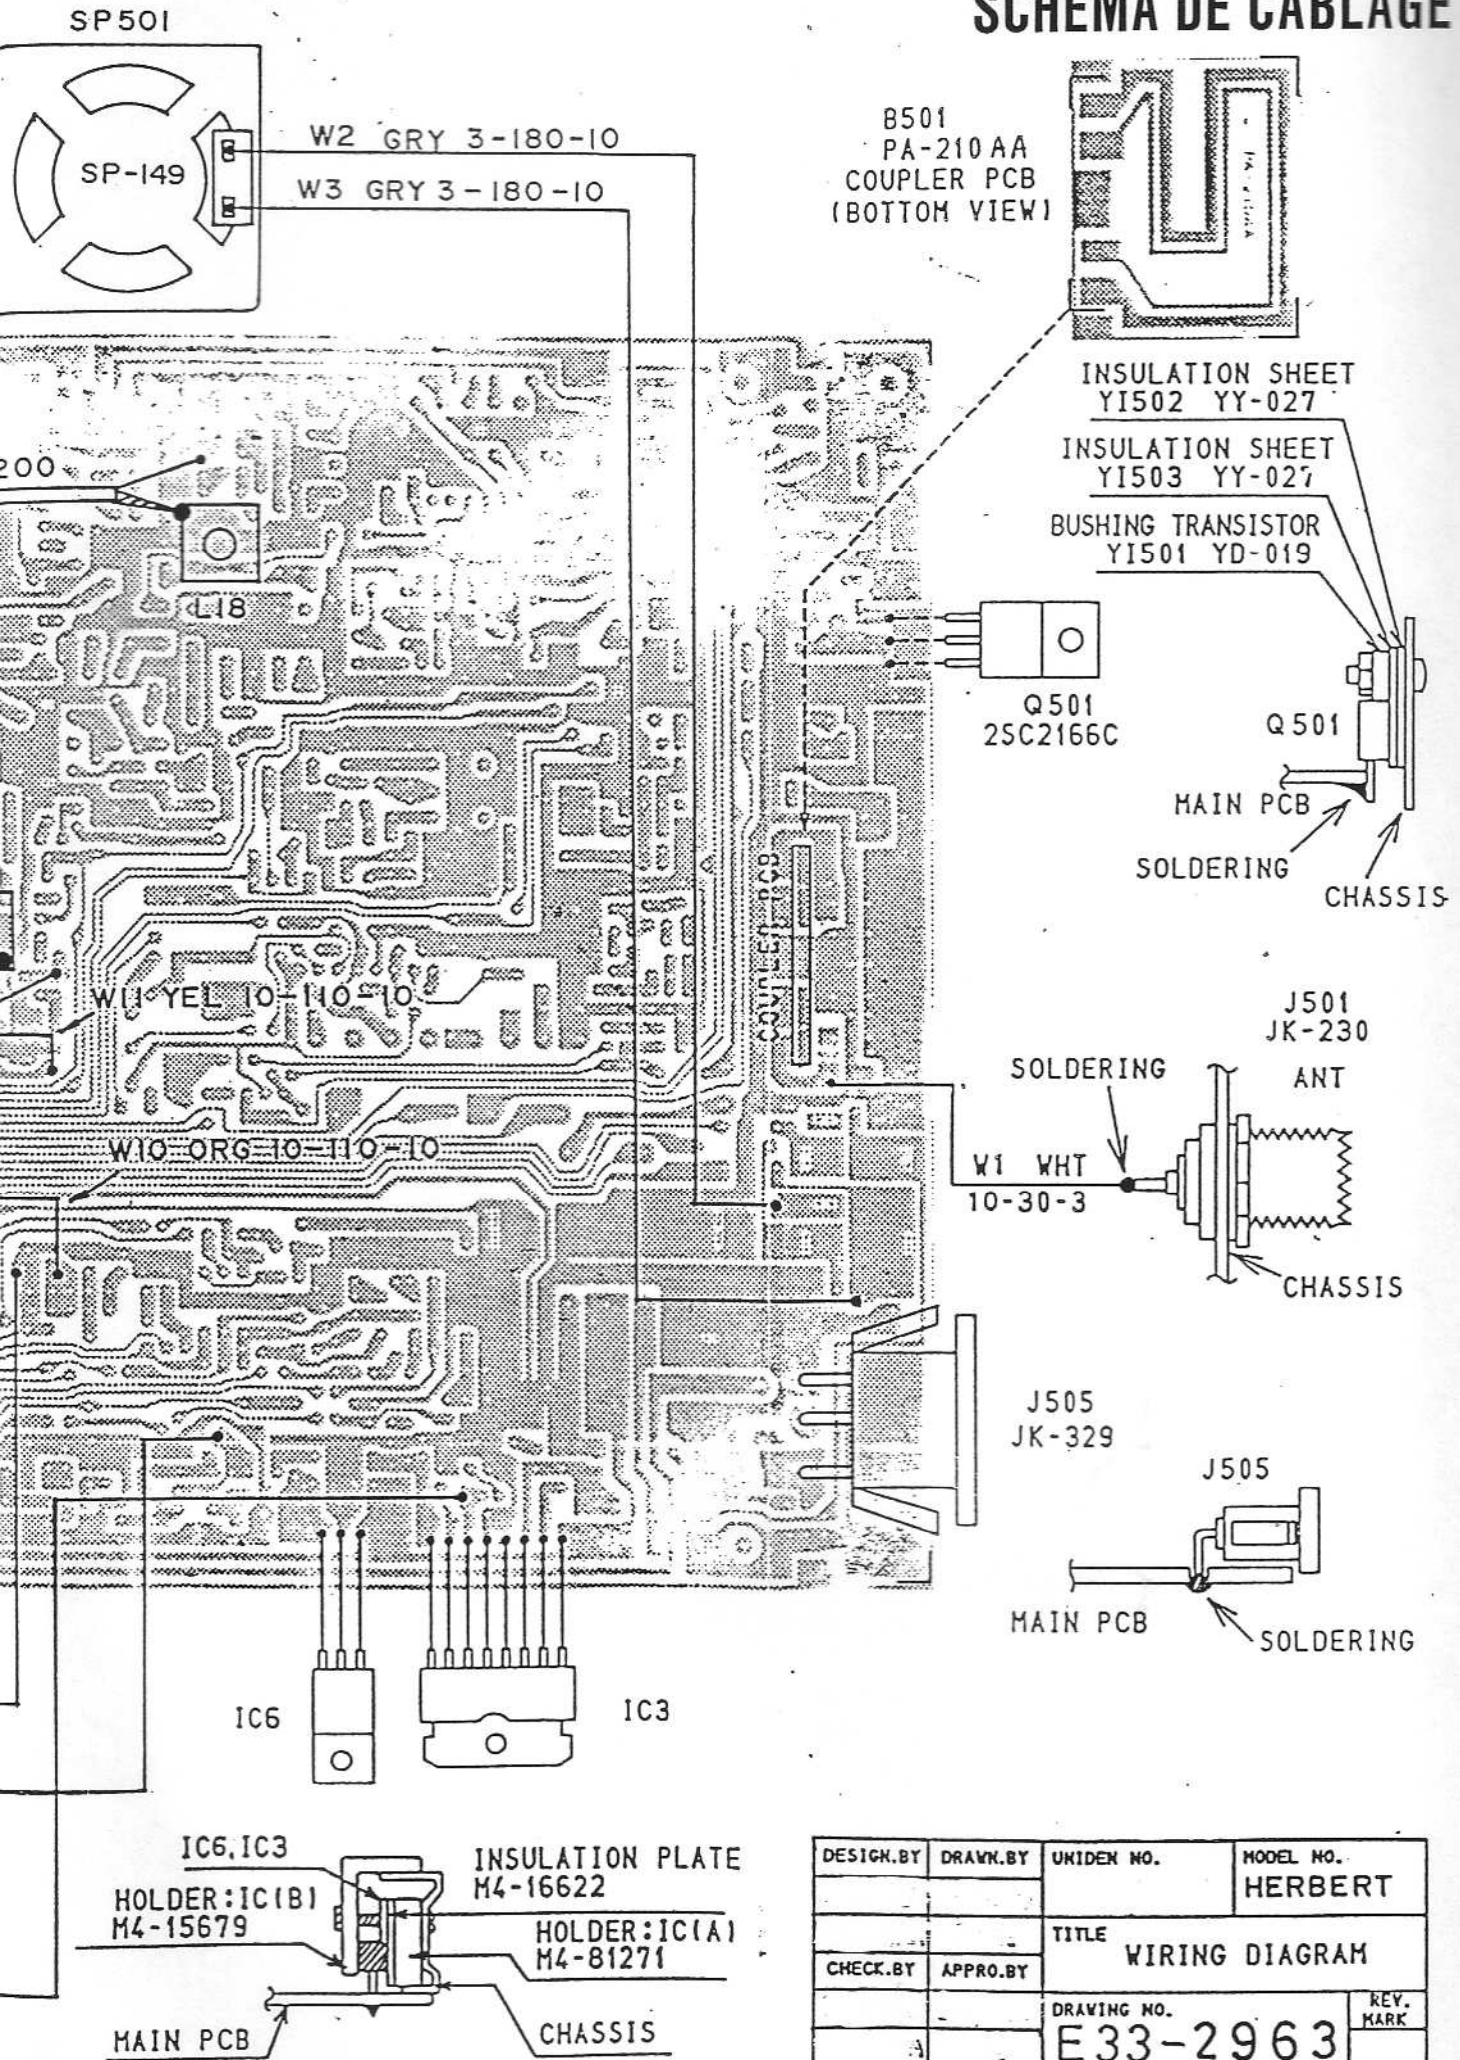 SCHEMA DE CABLAGE
SP501
SP-149
W2 GRY 3-180-10
W3 GRY 3-180-10
B501
PA-210AA
COUPLER PCB
(BOTTOM VIEW)
INSULATION SHEET
YI502 YY-027
INSULATION SHEET
YI503 YY-027
BUSHING TRANSISTOR
YI501 YD-019
200
L18
Q501
2SC2166C
Q501
MAIN PCB
SOLDERING
CHASSIS
COUPLER PCB
W11 YEL 10-110-10
J501
JK-230
ANT
SOLDERING
W10 ORG 10-110-10
W1 WHT
10-30-3
CHASSIS
J505
JK-329
J505
MAIN PCB
SOLDERING
IC6
IC3
IC6,IC3
INSULATION PLATE
M4-16622
HOLDER:IC(B)
M4-15679
HOLDER:IC(A)
M4-81271
MAIN PCB
CHASSIS
DESIGN.BY DRAWN.BY UNIDEN NO. MODEL NO.
HERBERT
TITLE
WIRING DIAGRAM
CHECK.BY APPRO.BY
DRAWING NO. REV.
MARK
E33-2963